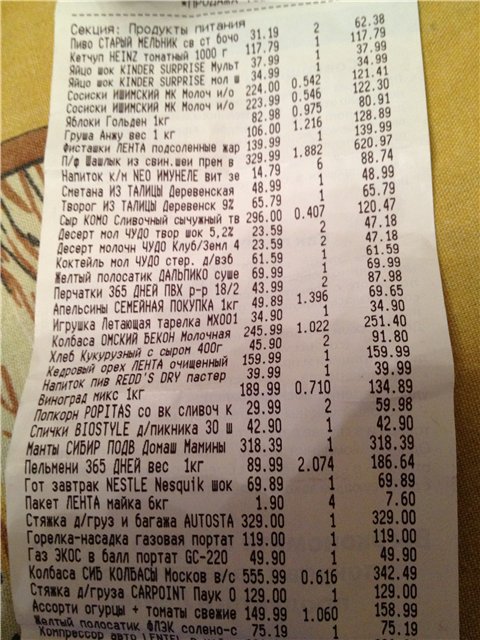 *ПРОДАЖА
Секция: Продукты питания
Пиво СТАРЫЙ МЕЛЬНИК св ст бочо 31.19 2 62.38
Кетчуп HEINZ томатный 1000 г 117.79 1 117.79
Яйцо шок KINDER SURPRISE Мульт 37.99 1 37.99
Яйцо шок KINDER SURPRISE мол ш 34.99 1 34.99
Сосиски ИШИМСКИЙ МК Молоч и/о 224.00 0.542 121.41
Сосиски ИШИМСКИЙ МК Молоч и/о 223.99 0.546 122.30
Яблоки Гольден 1кг 82.98 0.975 80.91
Груша Анжу вес 1 кг 106.00 1.216 128.89
Фисташки ЛЕНТА подсоленные жар 139.99 1 139.99
П/ф Шашлык из свин.шеи прем в 329.99 1.882 620.97
Напиток к/м NEO ИМУНЕЛЕ вит зе 14.79 6 88.74
Сметана ИЗ ТАЛИЦЫ Деревенская 48.99 1 48.99
Творог ИЗ ТАЛИЦЫ Деревенск 9% 65.79 1 65.79
Сыр КОМО Сливочный сычужный тв 296.00 0.407 120.47
Десерт мол ЧУДО твор шок 5,2% 23.59 2 47.18
Десерт молочн ЧУДО Клуб/Земл 4 23.59 2 47.18
Коктейль мол ЧУДО стер. д/взб 61.59 1 61.59
Желтый полосатик ДАЛЬПИКО суше 69.99 1 69.99
Перчатки 365 ДНЕЙ ПВХ р-р 18/2 43.99 2 87.98
Апельсины СЕМЕЙНАЯ ПОКУПКА 1кг 49.89 1.396 69.65
Игрушка Летающая тарелка MX001 34.90 1 34.90
Колбаса ОМСКИЙ БЕКОН Молочная 245.99 1.022 251.40
Хлеб Кукурузный с сыром 400г 45.90 2 91.80
Кедровый орех ЛЕНТА очищенный 159.99 1 159.99
Напиток пив REDD'S DRY пастер 39.99 1 39.99
Виноград микс 1кг 189.99 0.710 134.89
Попкорн POPITAS со вк сливоч к 29.99 2 59.98
Спички BIOSTYLE д/пикника 30 ш 42.90 1 42.90
Манты СИБИР ПОДВ Домаш Мамины 318.39 1 318.39
Пельмени 365 ДНЕЙ вес 1кг 89.99 2.074 186.64
Гот завтрак NESTLE Nesquik шок 69.89 1 69.89
Пакет ЛЕНТА майка 6кг 1.90 4 7.60
Стяжка д/груз и багажа AUTOSTA 329.00 1 329.00
Горелка-насадка газовая портат 119.00 1 119.00
Газ ЭКОС в балл портат GC-220 49.90 1 49.90
Колбаса СИБ КОЛБАСЫ Москов в/с 555.99 0.616 342.49
Стяжка д/груза CARPOINT Паук 0 129.00 1 129.00
Ассорти огурцы + томаты свежие 149.99 1.060 158.99
Желтый полосатик ФЛЭК солено-с 75.19 1 75.19
Компрессор авто